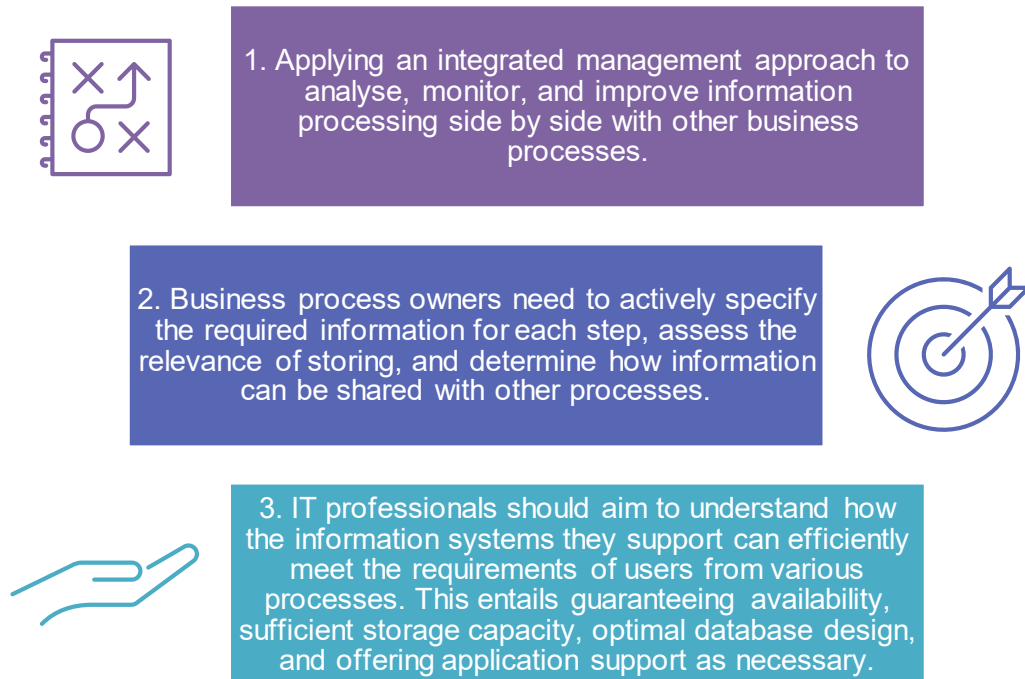 1. Applying an integrated management approach to
analyse, monitor, and improve information
processing side by side with other business
processes.
2. Business process owners need to actively specify
the required information for each step, assess the
relevance of storing, and determine how information
can be shared with other processes.
3. IT professionals should aim to understand how
the information systems they support can efficiently
meet the requirements of users from various
processes. This entails guaranteeing availability,
sufficient storage capacity, optimal database design,
and offering application support as necessary.